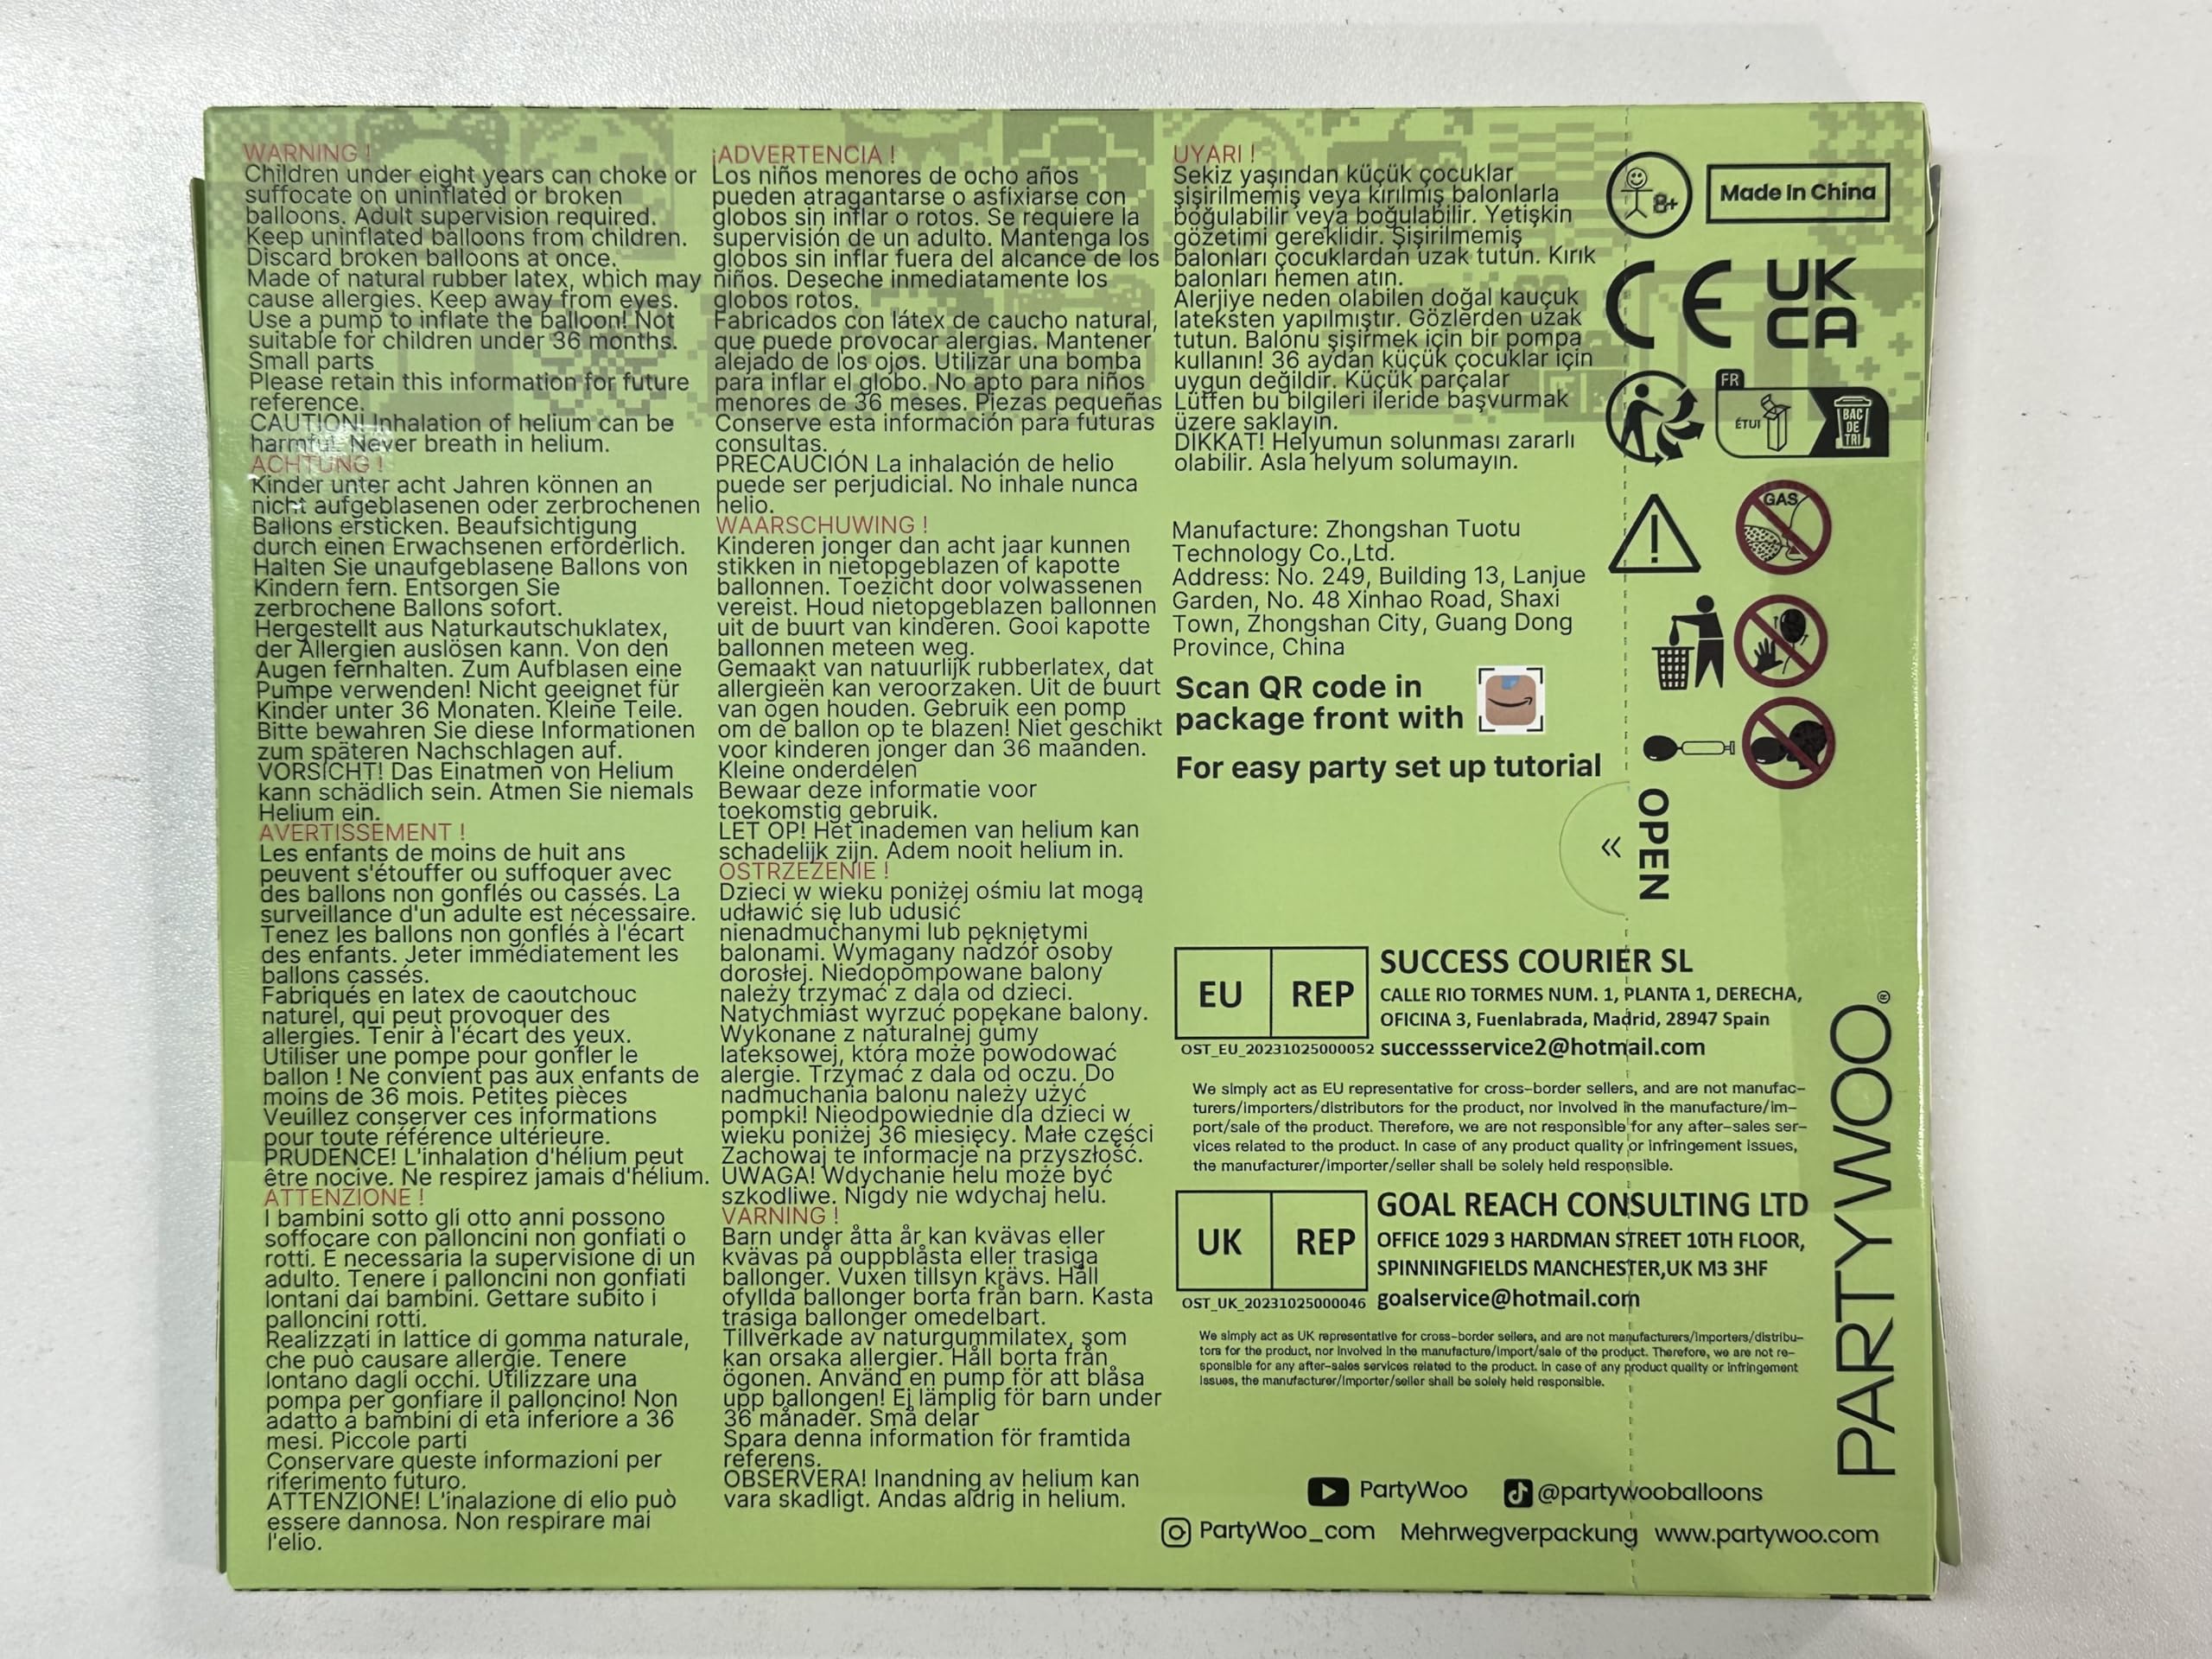 WARNING !
Children under eight years can choke or
suffocate on uninflated or broken
balloons. Adult supervision required.
Keep uninflated balloons from children.
Discard broken balloons at once.
Made of natural rubber latex, which may
cause allergies. Keep away from eyes.
Use a pump to inflate the balloon! Not
suitable for children under 36 months.
Small parts
Please retain this information for future
reference.
CAUTION! Inhalation of helium can be
harmful. Never breath in helium.
ACHTUNG !
Kinder unter acht Jahren können an
nicht aufgeblasenen oder zerbrochenen
Ballons ersticken. Beaufsichtigung
durch einen Erwachsenen erforderlich.
Halten Sie unaufgeblasene Ballons von
Kindern fern. Entsorgen Sie
zerbrochene Ballons sofort.
Hergestellt aus Naturkautschuklatex,
der Allergien auslösen kann. Von den
Augen fernhalten. Zum Aufblasen eine
Pumpe verwenden! Nicht geeignet für
Kinder unter 36 Monaten. Kleine Teile.
Bitte bewahren Sie diese Informationen
zum späteren Nachschlagen auf.
VORSICHT! Das Einatmen von Helium
kann schädlich sein. Atmen Sie niemals
Helium ein.
AVERTISSEMENT !
Les enfants de moins de huit ans
peuvent s'étouffer ou suffoquer avec
des ballons non gonflés ou cassés. La
surveillance d'un adulte est nécessaire.
Tenez les ballons non gonflés à l'écart
des enfants. Jeter immédiatement les
ballons cassés.
Fabriqués en latex de caoutchouc
naturel, qui peut provoquer des
allergies. Tenir à l'écart des yeux.
Utiliser une pompe pour gonfler le
ballon ! Ne convient pas aux enfants de
moins de 36 mois. Petites pièces
Veuillez conserver ces informations
pour toute référence ultérieure.
PRUDENCE! L'inhalation d'hélium peut
être nocive. Ne respirez jamais d'hélium.
ATTENZIONE !
I bambini sotto gli otto anni possono
soffocare con palloncini non gonfiati o
rotti. È necessaria la supervisione di un
adulto. Tenere i palloncini non gonfiati
lontani dai bambini. Gettare subito i
palloncini rotti.
Realizzati in lattice di gomma naturale,
che può causare allergie. Tenere
lontano dagli occhi. Utilizzare una
pompa per gonfiare il palloncino! Non
adatto a bambini di età inferiore a 36
mesi. Piccole parti
Conservare queste informazioni per
riferimento futuro.
ATTENZIONE! L'inalazione di elio può
essere dannosa. Non respirare mai
l'elio.
¡ADVERTENCIA !
Los niños menores de ocho años
pueden atragantarse o asfixiarse con
globos sin inflar o rotos. Se requiere la
supervisión de un adulto. Mantenga los
globos sin inflar fuera del alcance de los
niños. Deseche inmediatamente los
globos rotos.
Fabricados con látex de caucho natural,
que puede provocar alergias. Mantener
alejado de los ojos. Utilizar una bomba
para inflar el globo. No apto para niños
menores de 36 meses. Piezas pequeñas
Conserve esta información para futuras
consultas.
PRECAUCIÓN La inhalación de helio
puede ser perjudicial. No inhale nunca
helio.
WAARSCHUWING !
Kinderen jonger dan acht jaar kunnen
stikken in nietopgeblazen of kapotte
ballonnen. Toezicht door volwassenen
vereist. Houd nietopgeblazen ballonnen
uit de buurt van kinderen. Gooi kapotte
ballonnen meteen weg.
Gemaakt van natuurlijk rubberlatex, dat
allergieën kan veroorzaken. Uit de buurt
van ogen houden. Gebruik een pomp
om de ballon op te blazen! Niet geschikt
voor kinderen jonger dan 36 maanden.
Kleine onderdelen
Bewaar deze informatie voor
toekomstig gebruik.
LET OP! Het inademen van helium kan
schadelijk zijn. Adem nooit helium in.
OSTRZEŻENIE !
Dzieci w wieku poniżej ośmiu lat mogą
udławić się lub udusić
nienadmuchanymi lub pękniętymi
balonami. Wymagany nadzór osoby
dorosłej. Niedopompowane balony
należy trzymać z dala od dzieci.
Natychmiast wyrzuć popękane balony.
Wykonane z naturalnej gumy
lateksowej, która może powodować
alergie. Trzymać z dala od oczu. Do
nadmuchania balonu należy użyć
pompki! Nieodpowiednie dla dzieci w
wieku poniżej 36 miesięcy. Małe części
Zachowaj te informacje na przyszłość.
UWAGA! Wdychanie helu może być
szkodliwe. Nigdy nie wdychaj helu.
VARNING !
Barn under åtta år kan kvävas eller
kvävas på ouppblåsta eller trasiga
ballonger. Vuxen tillsyn krävs. Håll
ofyllda ballonger borta från barn. Kasta
trasiga ballonger omedelbart.
Tillverkade av naturgummilatex, som
kan orsaka allergier. Håll borta från
ögonen. Använd en pump för att blåsa
upp ballongen! Ej lämplig för barn under
36 månader. Små delar
Spara denna information för framtida
referens.
OBSERVERA! Inandning av helium kan
vara skadligt. Andas aldrig in helium.
UYARI !
Sekiz yaşından küçük çocuklar
şişirilmemiş veya kırılmış balonlarla
boğulabilir veya boğulabilir. Yetişkin
gözetimi gereklidir. Şişirilmemiş
balonları çocuklardan uzak tutun. Kırık
balonları hemen atın.
Alerjiye neden olabilen doğal kauçuk
lateksten yapılmıştır. Gözlerden uzak
tutun. Balonu şişirmek için bir pompa
kullanın! 36 aydan küçük çocuklar için
uygun değildir. Küçük parçalar
Lütfen bu bilgileri ileride başvurmak
üzere saklayın.
DIKKAT! Helyumun solunması zararlı
olabilir. Asla helyum solumayın.
Manufacture: Zhongshan Tuotu
Technology Co.,Ltd.
Address: No. 249, Building 13, Lanjue
Garden, No. 48 Xinhao Road, Shaxi
Town, Zhongshan City, Guang Dong
Province, China
Scan QR code in
package front with
For easy party set up tutorial
8+
Made In China
CE
UK
CA
FR
ÉTUI
BAC
DE
TRI
GAS
« OPEN
EU REP
OST_EU_20231025000052
SUCCESS COURIER SL
CALLE RIO TORMES NUM. 1, PLANTA 1, DERECHA,
OFICINA 3, Fuenlabrada, Madrid, 28947 Spain
successservice2@hotmail.com
We simply act as EU representative for cross-border sellers, and are not manufac-
turers/importers/distributors for the product, nor involved in the manufacture/im-
port/sale of the product. Therefore, we are not responsible for any after-sales ser-
vices related to the product. In case of any product quality or infringement issues,
the manufacturer/importer/seller shall be solely held responsible.
UK REP
OST_UK_20231025000046
GOAL REACH CONSULTING LTD
OFFICE 1029 3 HARDMAN STREET 10TH FLOOR,
SPINNINGFIELDS MANCHESTER,UK M3 3HF
goalservice@hotmail.com
We simply act as UK representative for cross-border sellers, and are not manufacturers/importers/distribu-
tors for the product, nor involved in the manufacture/import/sale of the product. Therefore, we are not re-
sponsible for any after-sales services related to the product. In case of any product quality or infringement
issues, the manufacturer/importer/seller shall be solely held responsible.
PARTYWOO®
PartyWoo
@partywooballoons
PartyWoo_com
Mehrwegverpackung
www.partywoo.com